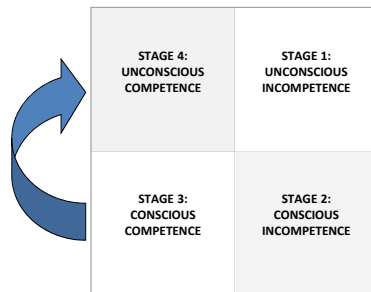 STAGE 4:
UNCONSCIOUS
COMPETENCE
STAGE 1:
UNCONSCIOUS
INCOMPETENCE
STAGE 3:
CONSCIOUS
COMPETENCE
STAGE 2:
CONSCIOUS
INCOMPETENCE